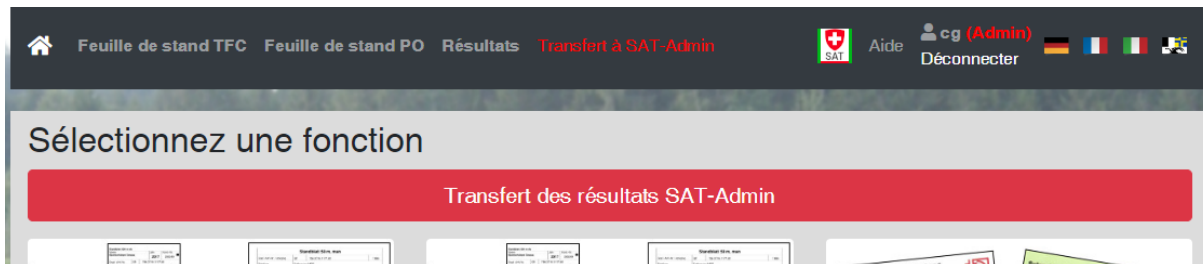 Feuille de stand TFC Feuille de stand PO Résultats Transfert à SAT-Admin SAT Aide cg (Admin)
Déconnecter
Sélectionnez une fonction
Transfert des résultats SAT-Admin